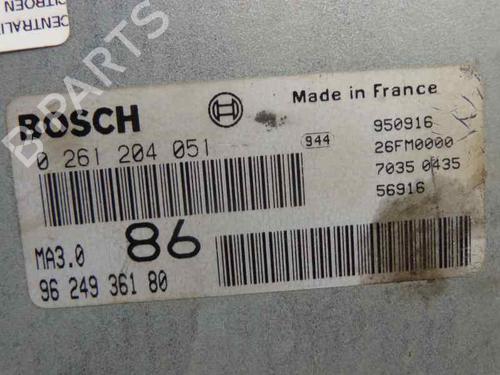 CENTRALI
CITROEN
B-PARTS
BOSCH
Made in France
0 261 204 051
944
950916
26FM0000
7035 0435
56916
MA3.0
86
96 249 361 80